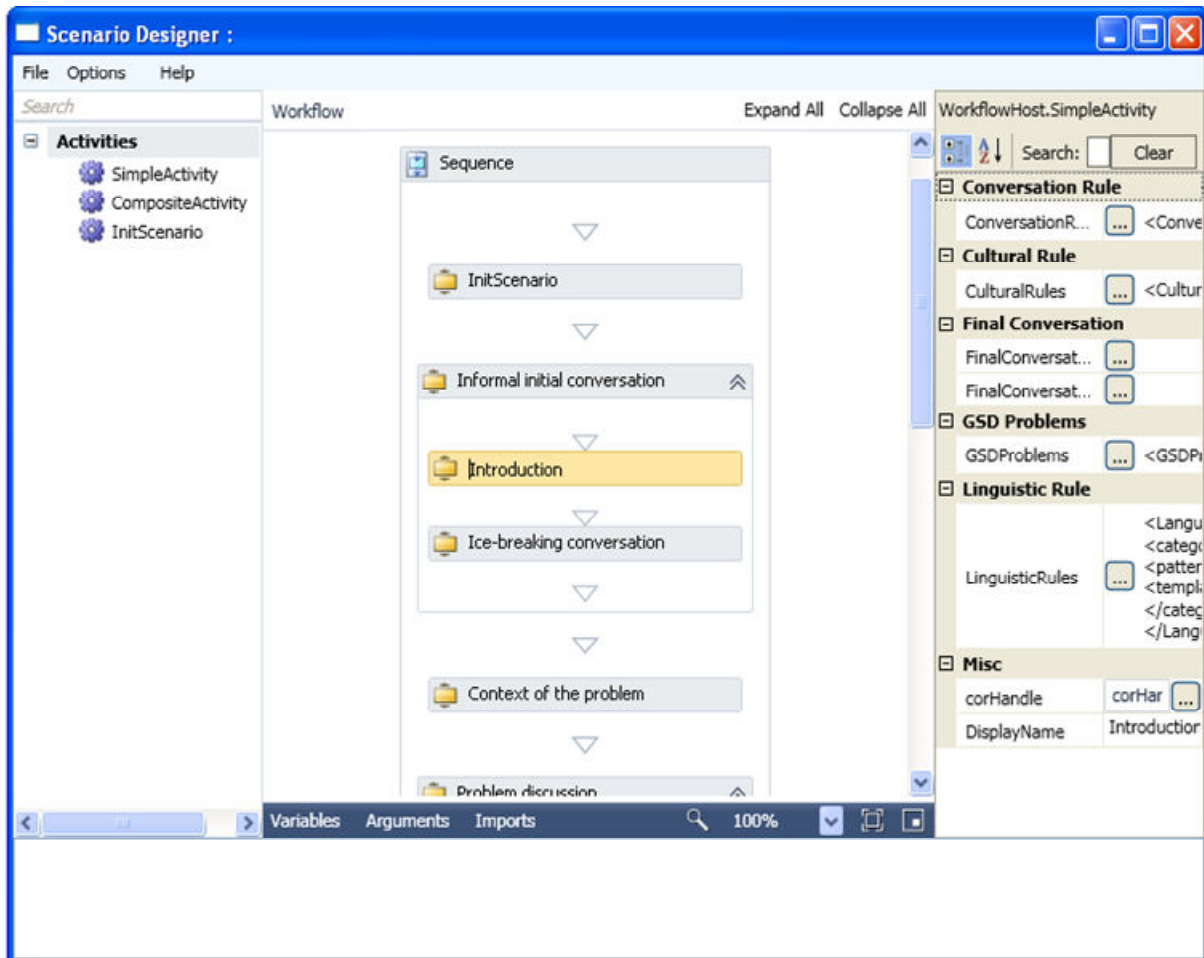 Scenario Designer :
File Options Help
Search
Activities
SimpleActivity
CompositeActivity
InitScenario
Workflow
Expand All Collapse All
Sequence
InitScenario
Informal initial conversation
Introduction
Ice-breaking conversation
Context of the problem
Problem discussion
Variables Arguments Imports 100%
WorkflowHost.SimpleActivity
Search: Clear
Conversation Rule
ConversationR... ... <Conve
Cultural Rule
CulturalRules ... <Cultur
Final Conversation
FinalConversat... ...
FinalConversat... ...
GSD Problems
GSDProblems ... <GSDPr
Linguistic Rule
LinguisticRules ...
<Langu
<catego
<patter
<templa
</categ
</Lang
Misc
corHandle corHar ...
DisplayName Introduction